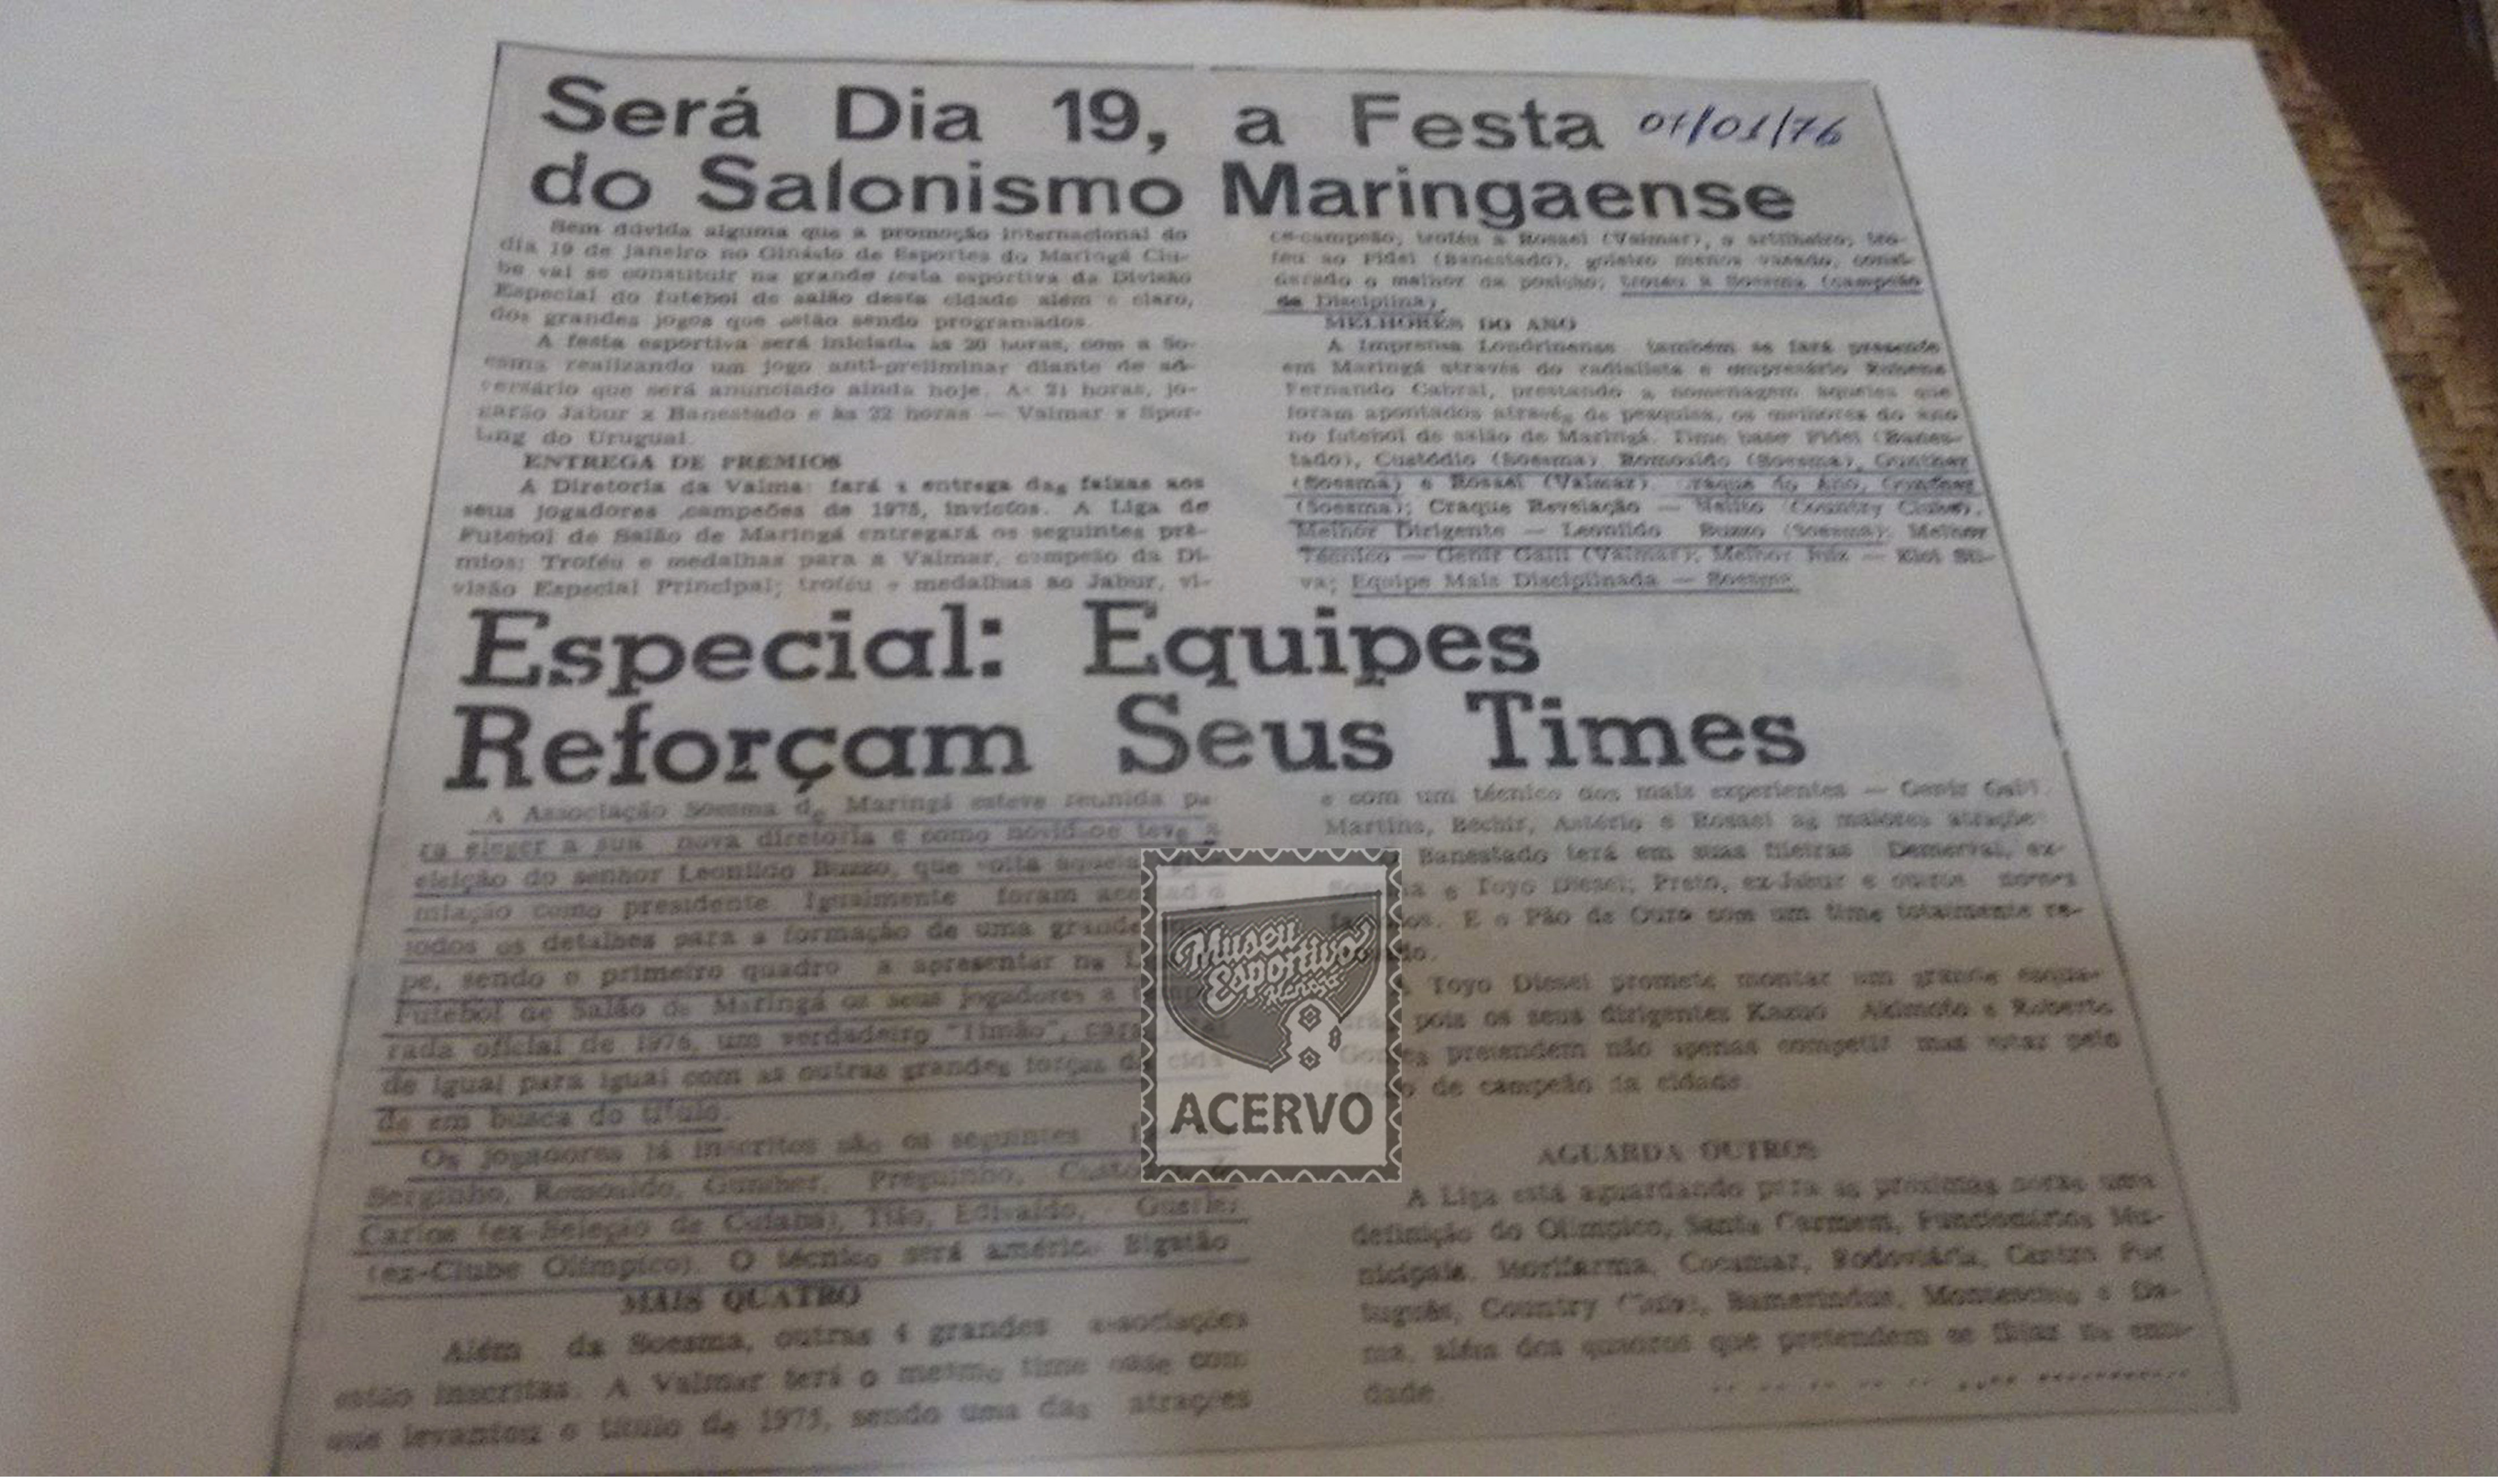 Será Dia 19, a Festa
01/01/76
do Salonismo Maringaense
Sem dúvida alguma que a promoção internacional do
dia 19 de janeiro no Ginásio de Esportes do Maringá Clu-
be vai se constituir na grande festa esportiva da Divisão
Especial do futebol de salão desta cidade além é claro,
dos grandes jogos que estão sendo programados.
A festa esportiva será iniciada às 20 horas, com a So-
esma realizando um jogo anti-preliminar diante de ad-
versário que será anunciado ainda hoje. As 21 horas, jo-
garão Jabur x Banestado e às 22 horas — Valmar x Spor-
ting do Uruguai.
ENTREGA DE PREMIOS
A Diretoria da Valmar fará a entrega das faixas aos
seus jogadores campeões de 1975, invictos. A Liga de
Futebol de Salão de Maringá entregará os seguintes prê-
mios: Troféu e medalhas para a Valmar, campeão da Di-
visão Especial Principal; troféu e medalhas ao Jabur, vi-
ce-campeão; troféu a Rossei (Valmar), o artilheiro; tro-
feu ao Fidei (Banestado), goleiro menos vasado, consi-
derado o melhor da posição; troféu à Soesma (campeão
de Disciplina).
MELHORES DO ANO
A Imprensa Londrinense também se fará presente
em Maringá através do radialista e empresário Rubens
Fernando Cabral, prestando a homenagem àqueles que
foram apontados através de pesquisa, os melhores do ano
no futebol de salão de Maringá. Time base Fidei (Banes-
tado), Custódio (Soesma) Romoaldo (Soesma), Gunther
(Soesma) e Rossei (Valmar). Craque do Ano, Gunther
(Soesma); Craque Revelação — (Country Clube).
Melhor Dirigente — Leonildo Buzzo (Soesma); Melhor
Técnico — Genir Galli (Valmar); Melhor Juiz — Sil-
va; Equipe Mais Disciplinada — Soesma
Especial: Equipes
Reforçam Seus Times
A Associação Soesma de Maringá esteve reunida pa
ra eleger a sua nova diretoria e como teve a
eleição do senhor Leonildo Buzzo, que volta
miação como presidente. Igualmente foram
todos os detalhes para a formação de uma grande
pe, sendo o primeiro quadro a apresentar na
Futebol de Salão de Maringá os seus jogadores a
rada oficial de 1976, um verdadeiro "Timão",
de igual para igual com as outras grandes forças da cida
de em busca do título.
Os jogadores já inscritos são os seguintes
Serginho, Romoaldo, Gunther, Preguinho,
Carlos (ex-Seleção de Cuiabá), Tião, Edivaldo,
(ex-Clube Olímpico). O técnico será américo Bigatão
MAIS QUATRO
Além da Soesma, outras 4 grandes associações
estão inscritas. A Valmar terá o mesmo time base com
que levantou o título de 1975, sendo uma das atrações
e com um técnico dos mais experientes — Genir Galli.
Martins, Bechir, Antério e Rossei as maiores atrações
Banestado terá em suas fileiras Demerval, ex-
e Toyo Diesel; Preto, ex-Jabur e outros nomes
E o Pão de Ouro com um time totalmente re-
Toyo Diesel promete montar um grande esqua-
pois os seus dirigentes Kazuo Akimoto e Roberto
pretendem não apenas competir mas lutar pelo
de campeão da cidade.
AGUARDA OUTROS
A Liga está aguardando para as próximas horas uma
definição do Olímpico, Santa Carmem, Funcionários Mu-
nicipais, Morifarma, Cocamar, Rodoviária, Centro Por
tuguês, Country Clube, Bamerindus,
além dos quadros que pretendem se filiar na
dade.
Museu
Esportivo
Maringá
ACERVO